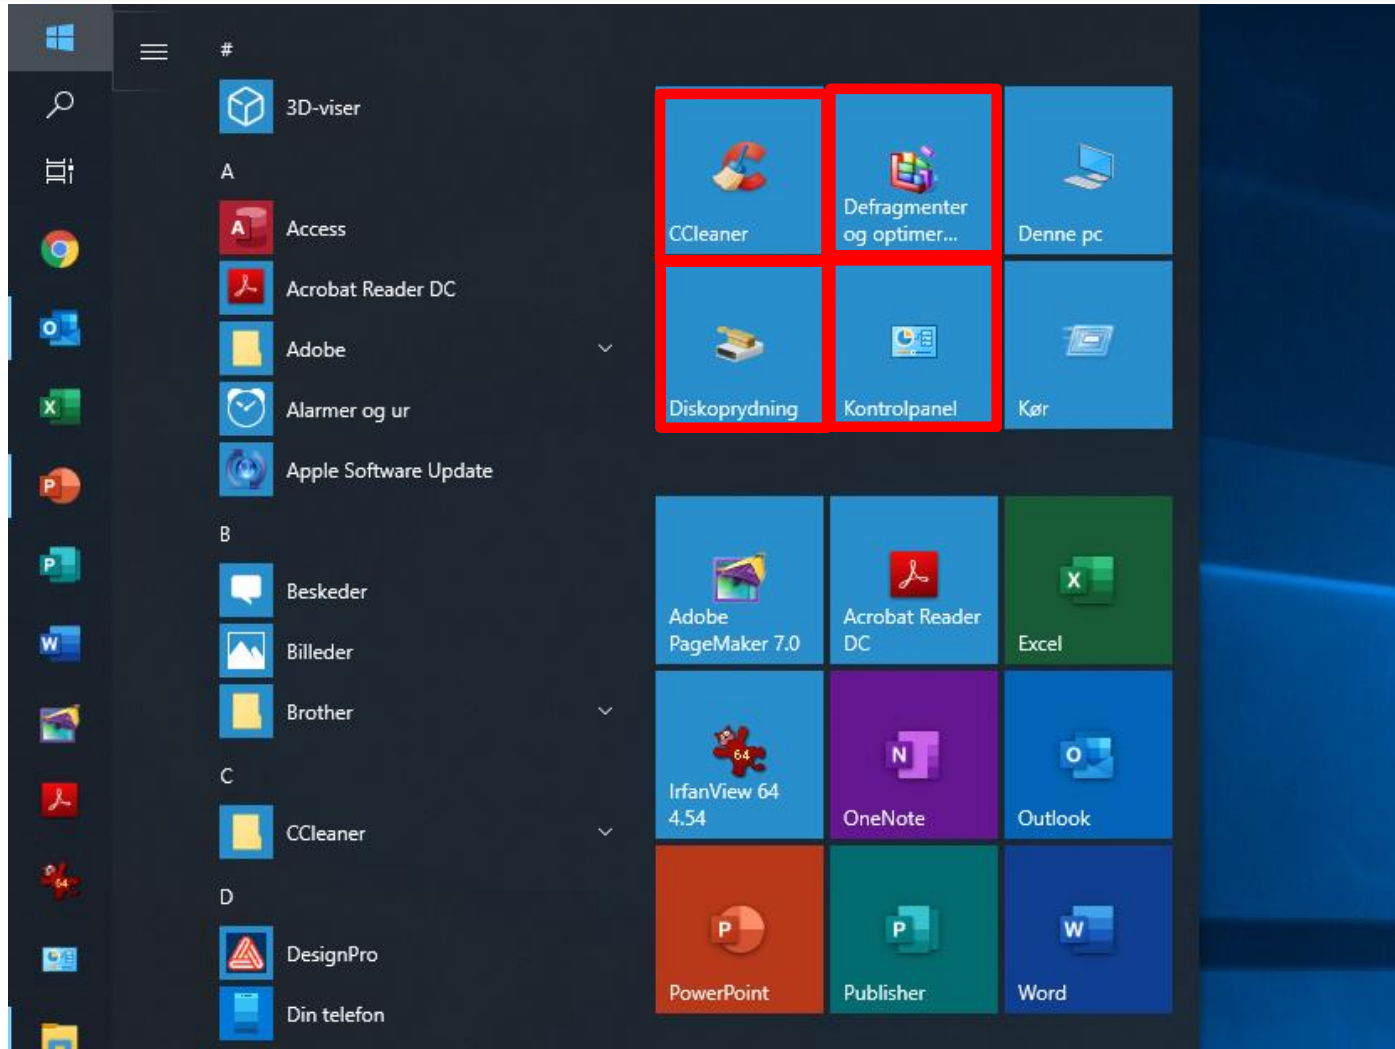 #
3D-viser
A
Access
Acrobat Reader DC
Adobe
Alarmer og ur
Apple Software Update
B
Beskeder
Billeder
Brother
C
CCleaner
D
DesignPro
Din telefon
CCleaner
Defragmenter
og optimer...
Denne pc
Diskoprydning
Kontrolpanel
Kør
Adobe
PageMaker 7.0
Acrobat Reader
DC
Excel
IrfanView 64
4.54
OneNote
Outlook
PowerPoint
Publisher
Word